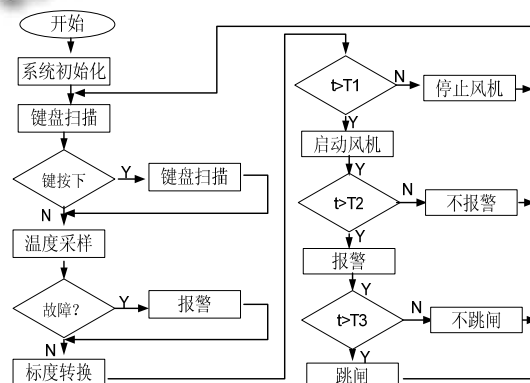 开始
系统初始化
键盘扫描
键按下
Y
键盘扫描
N
温度采样
故障?
Y
报警
N
标度转换
t>T1
N
停止风机
Y
启动风机
Y
t>T2
N
不报警
Y
报警
Y
t>T3
N
不跳闸
Y
跳闸